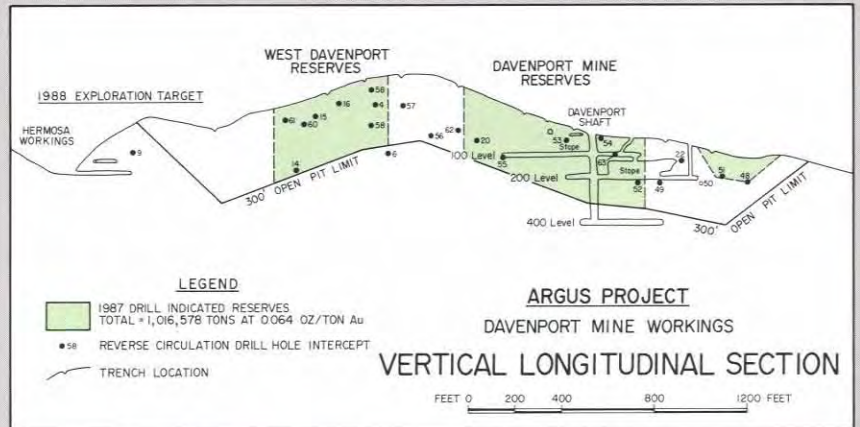 WEST DAVENPORT
RESERVES
DAVENPORT MINE
RESERVES
1988 EXPLORATION TARGET
HERMOSA
WORKINGS
DAVENPORT
SHAFT
9
61
60
15
16
58
4
58
57
14
6
56
62
20
55
53
54
63
52
49
22
50
51
48
Stope
Stope
100 Level
200 Level
400 Level
300' OPEN PIT LIMIT
300' OPEN PIT LIMIT
LEGEND
1987 DRILL INDICATED RESERVES
TOTAL = 1,016,578 TONS AT 0.064 OZ/TON Au
58 REVERSE CIRCULATION DRILL HOLE INTERCEPT
TRENCH LOCATION
ARGUS PROJECT
DAVENPORT MINE WORKINGS
VERTICAL LONGITUDINAL SECTION
FEET 0 200 400 800 1200 FEET